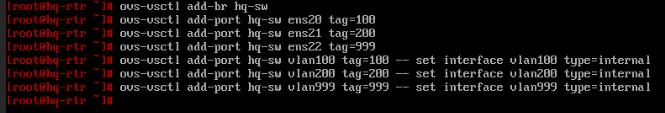 [root@hq-rtr ~]# ovs-vsctl add-br hq-sw
[root@hq-rtr ~]# ovs-vsctl add-port hq-sw ens20 tag=100
[root@hq-rtr ~]# ovs-vsctl add-port hq-sw ens21 tag=200
[root@hq-rtr ~]# ovs-vsctl add-port hq-sw ens22 tag=999
[root@hq-rtr ~]# ovs-vsctl add-port hq-sw vlan100 tag=100 -- set interface vlan100 type=internal
[root@hq-rtr ~]# ovs-vsctl add-port hq-sw vlan200 tag=200 -- set interface vlan200 type=internal
[root@hq-rtr ~]# ovs-vsctl add-port hq-sw vlan999 tag=999 -- set interface vlan999 type=internal
[root@hq-rtr ~]#